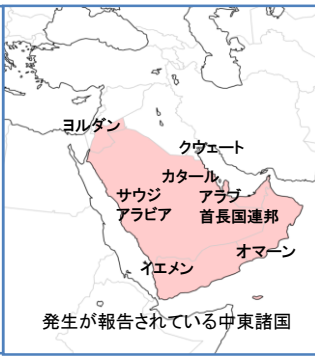 ヨルダン
クヴェート
カタール
サウジ
アラビア
アラブ
首長国連邦
オマーン
イエメン
発生が報告されている中東諸国